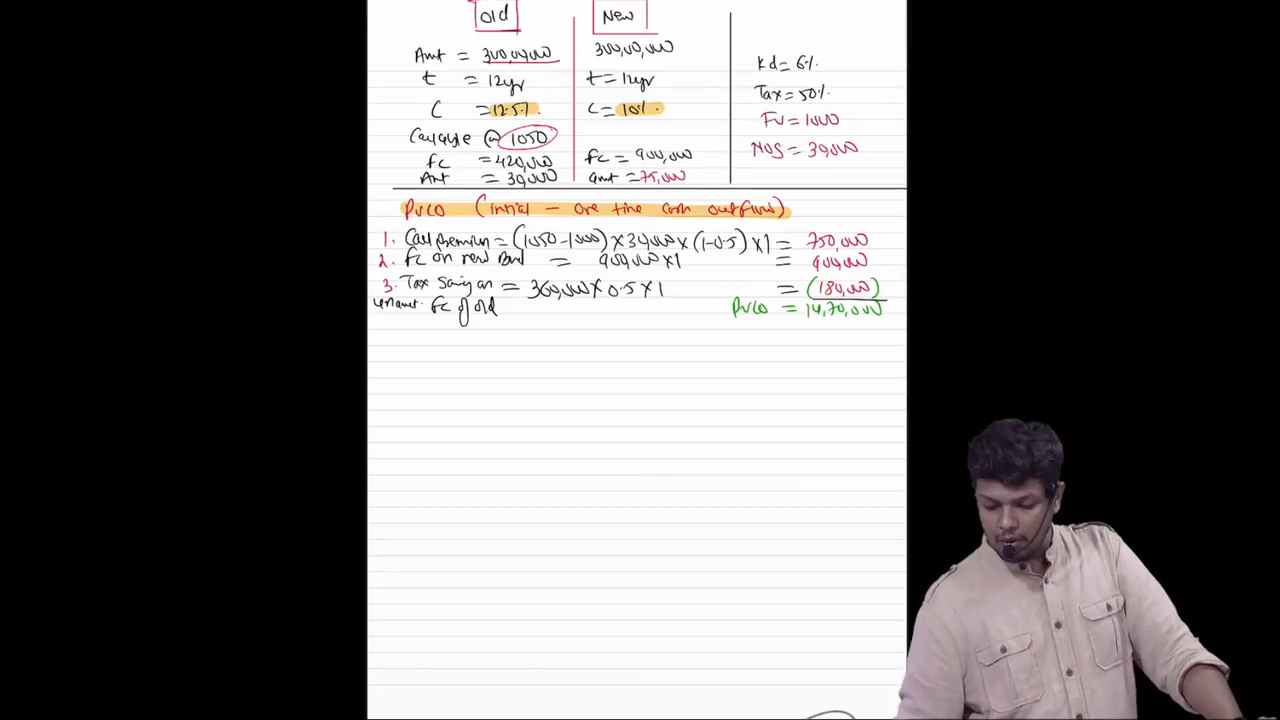 Old
Amt = 300,00,000
t = 12yr
C = 12.5%
Callable @ 1050
fc = 420,000
Amt = 30,000
New
300,00,000
t = 12yr
C = 10%
fc = 900,000
Amt = 75,000
Kd = 6%
Tax = 50%
FV = 1000
NOS = 30,000
PVCO (initial - one time cash outflow)
1. Call premium = (1050-1000) x 30,000 x (1-0.5) x 1 = 750,000
2. fc on new Bond = 900,000 x 1 = 900,000
3. Tax Saving on = 360,000 x 0.5 x 1 = (180,000)
unamort. fc of old
PVCO = 14,70,000